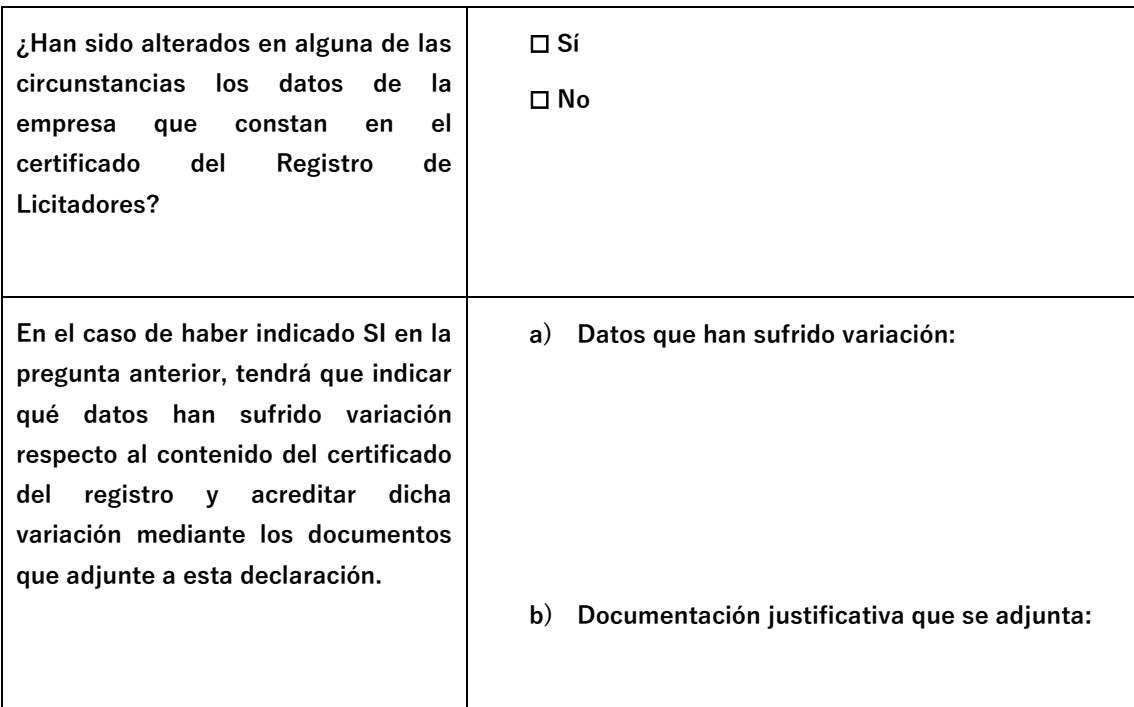 ¿Han sido alterados en alguna de las
circunstancias los datos de la
empresa que constan en el
certificado del Registro de
Licitadores?
☐ Sí
☐ No
En el caso de haber indicado SI en la
pregunta anterior, tendrá que indicar
qué datos han sufrido variación
respecto al contenido del certificado
del registro y acreditar dicha
variación mediante los documentos
que adjunte a esta declaración.
a) Datos que han sufrido variación:
b) Documentación justificativa que se adjunta: